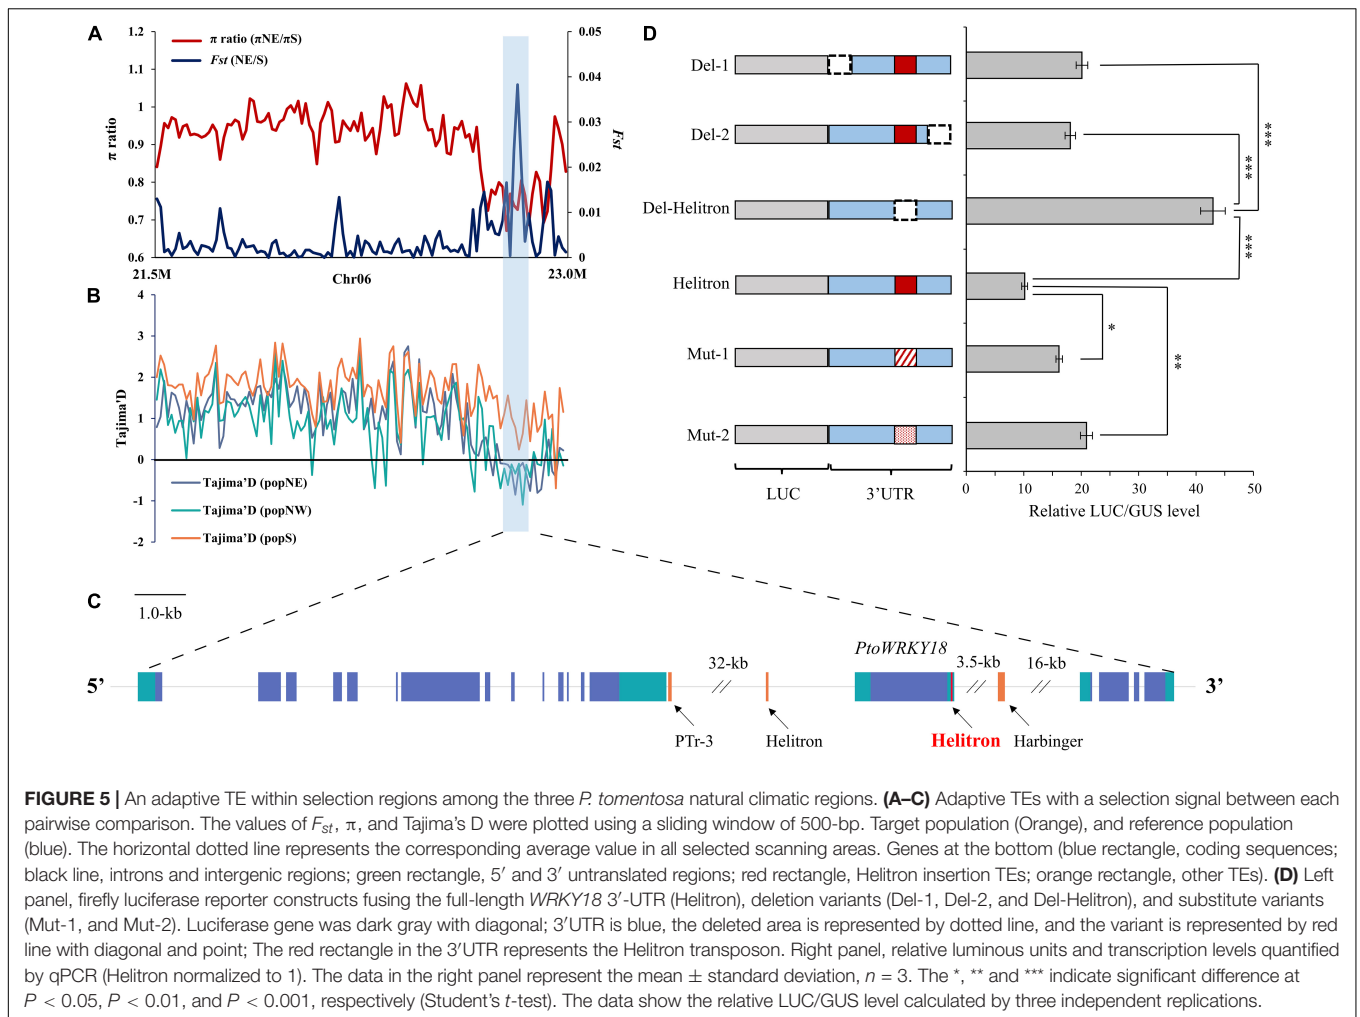 A
1.2
1.1
1
0.9
0.8
0.7
0.6
π ratio
π ratio (πNE/πS)
Fst (NE/S)
0.05
0.04
0.03
0.02
0.01
0
Fst
21.5M
Chr06
23.0M
B
4
3
2
1
0
-1
-2
Tajima'D
Tajima'D (popNE)
Tajima'D (popNW)
Tajima'D (popS)
D
Del-1
Del-2
Del-Helitron
Helitron
Mut-1
Mut-2
LUC
3'UTR
***
***
***
*
**
0
10
20
30
40
50
Relative LUC/GUS level
C
1.0-kb
5'
32-kb
PtoWRKY18
3.5-kb
16-kb
3'
PTr-3
Helitron
Helitron
Harbinger
FIGURE 5 | An adaptive TE within selection regions among the three P. tomentosa natural climatic regions. (A–C) Adaptive TEs with a selection signal between each
pairwise comparison. The values of Fst, π, and Tajima's D were plotted using a sliding window of 500-bp. Target population (Orange), and reference population
(blue). The horizontal dotted line represents the corresponding average value in all selected scanning areas. Genes at the bottom (blue rectangle, coding sequences;
black line, introns and intergenic regions; green rectangle, 5′ and 3′ untranslated regions; red rectangle, Helitron insertion TEs; orange rectangle, other TEs). (D) Left
panel, firefly luciferase reporter constructs fusing the full-length WRKY18 3′-UTR (Helitron), deletion variants (Del-1, Del-2, and Del-Helitron), and substitute variants
(Mut-1, and Mut-2). Luciferase gene was dark gray with diagonal; 3′UTR is blue, the deleted area is represented by dotted line, and the variant is represented by red
line with diagonal and point; The red rectangle in the 3′UTR represents the Helitron transposon. Right panel, relative luminous units and transcription levels quantified
by qPCR (Helitron normalized to 1). The data in the right panel represent the mean ± standard deviation, n = 3. The *, ** and *** indicate significant difference at
P < 0.05, P < 0.01, and P < 0.001, respectively (Student's t-test). The data show the relative LUC/GUS level calculated by three independent replications.